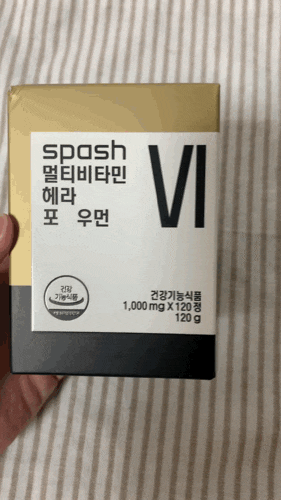 spash
멀티비타민
헤라
포 우먼
VI
건강
기능식품
건강기능식품
1,000 mg X 120 정
120 g